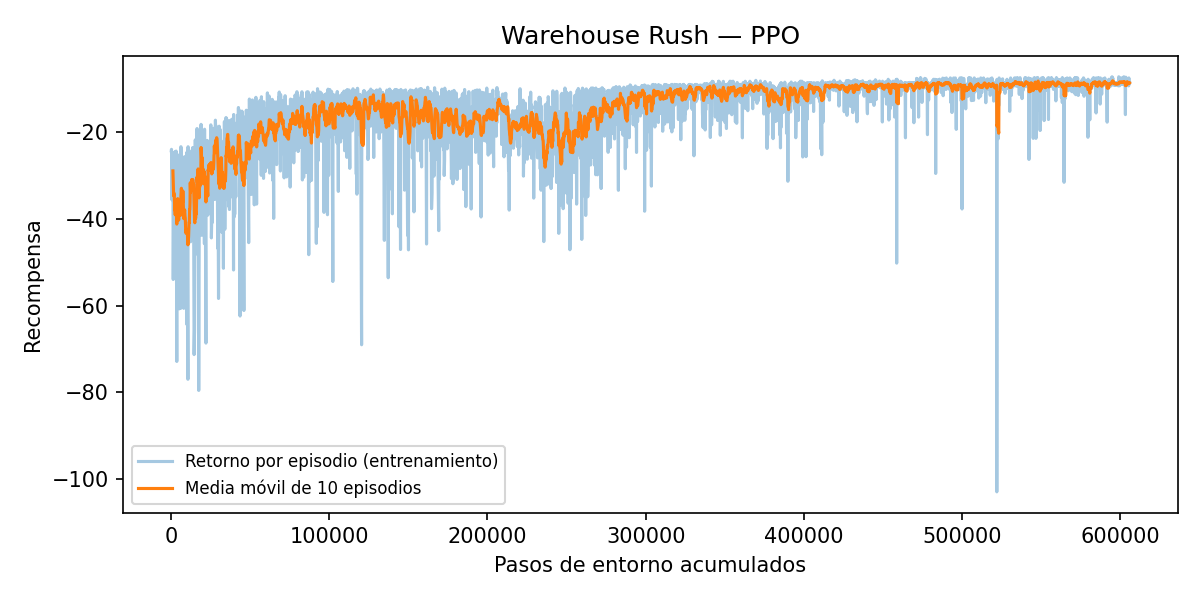 Warehouse Rush — PPO
Recompensa
−20
−40
−60
−80
−100
Retorno por episodio (entrenamiento)
Media móvil de 10 episodios
0
100000
200000
300000
400000
500000
600000
Pasos de entorno acumulados